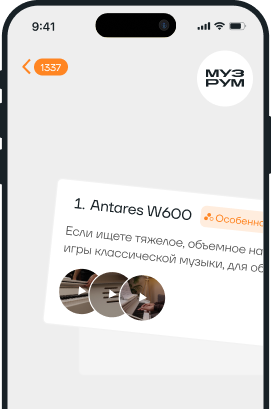 9:41
1337
МУЗ
РУМ
1. Antares W600
Особенно
Если ищете тяжелое, объемное на
игры классической музыки, для об